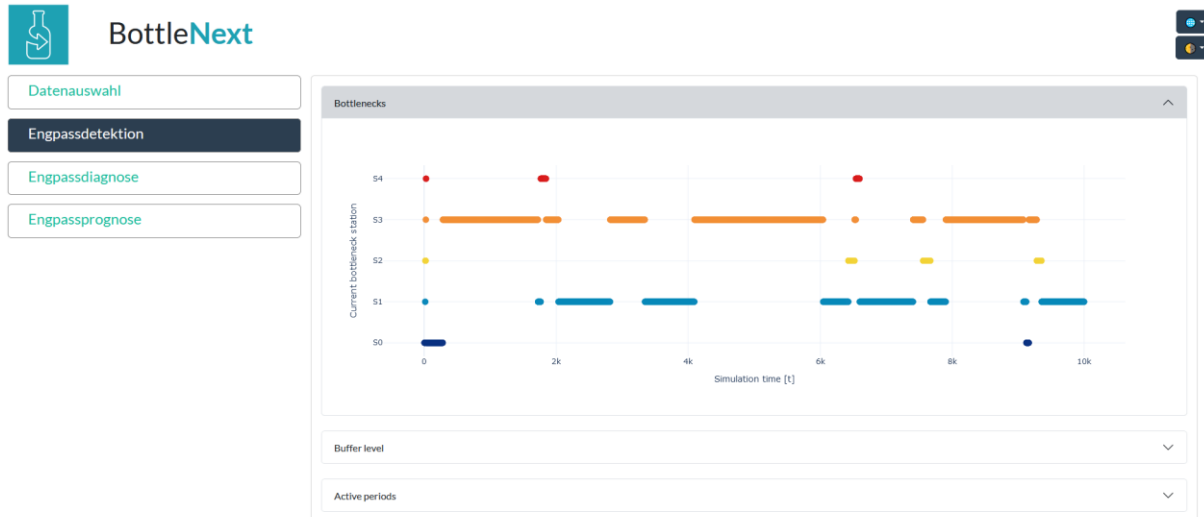 BottleNext
Datenauswahl
Engpassdetektion
Engpassdiagnose
Engpassprognose
Bottlenecks
Current bottleneck station
S4
S3
S2
S1
S0
0 2k 4k 6k 8k 10k
Simulation time [t]
Buffer level
Active periods